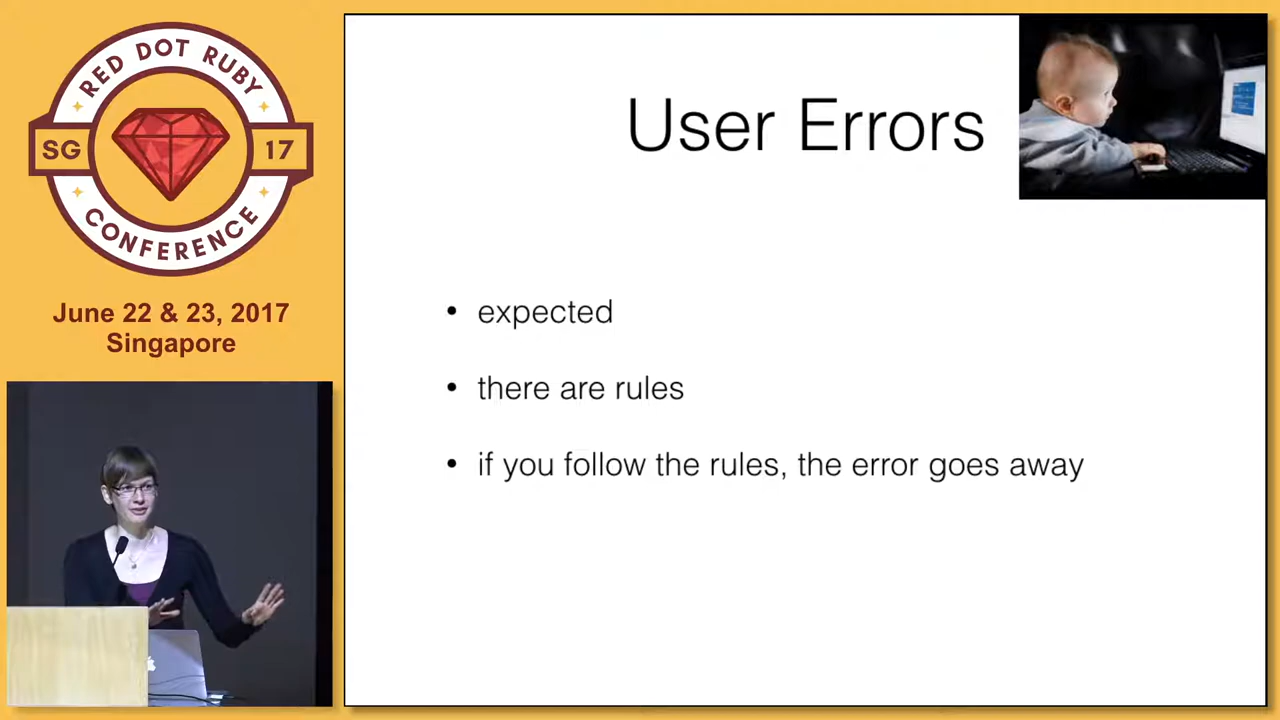 RED DOT RUBY
SG 17
CONFERENCE
June 22 & 23, 2017
Singapore
User Errors
• expected
• there are rules
• if you follow the rules, the error goes away